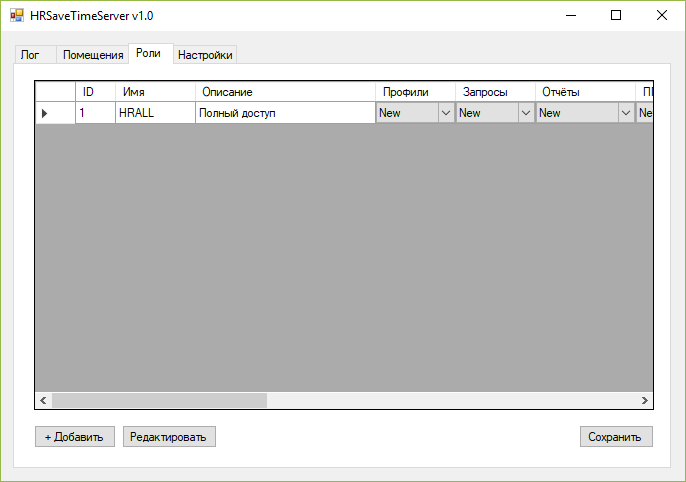 HRSaveTimeServer v1.0
Лог Помещения Роли Настройки
ID Имя Описание Профили Запросы Отчёты
1 HRALL Полный доступ New New New
+ Добавить Редактировать Сохранить